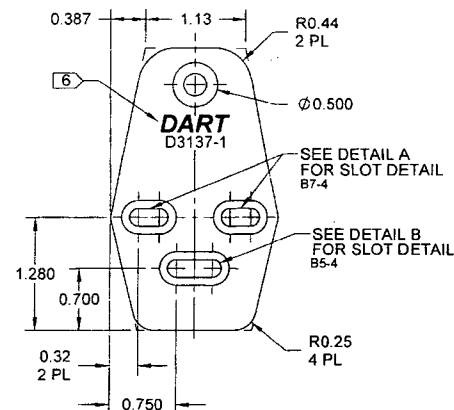 0.387
1.13
R0.44
2 PL
6
Ø0.500
DART
D3137-1
SEE DETAIL A
FOR SLOT DETAIL
B7-4
SEE DETAIL B
FOR SLOT DETAIL
B5-4
1.280
0.700
0.32
2 PL
R0.25
4 PL
0.750